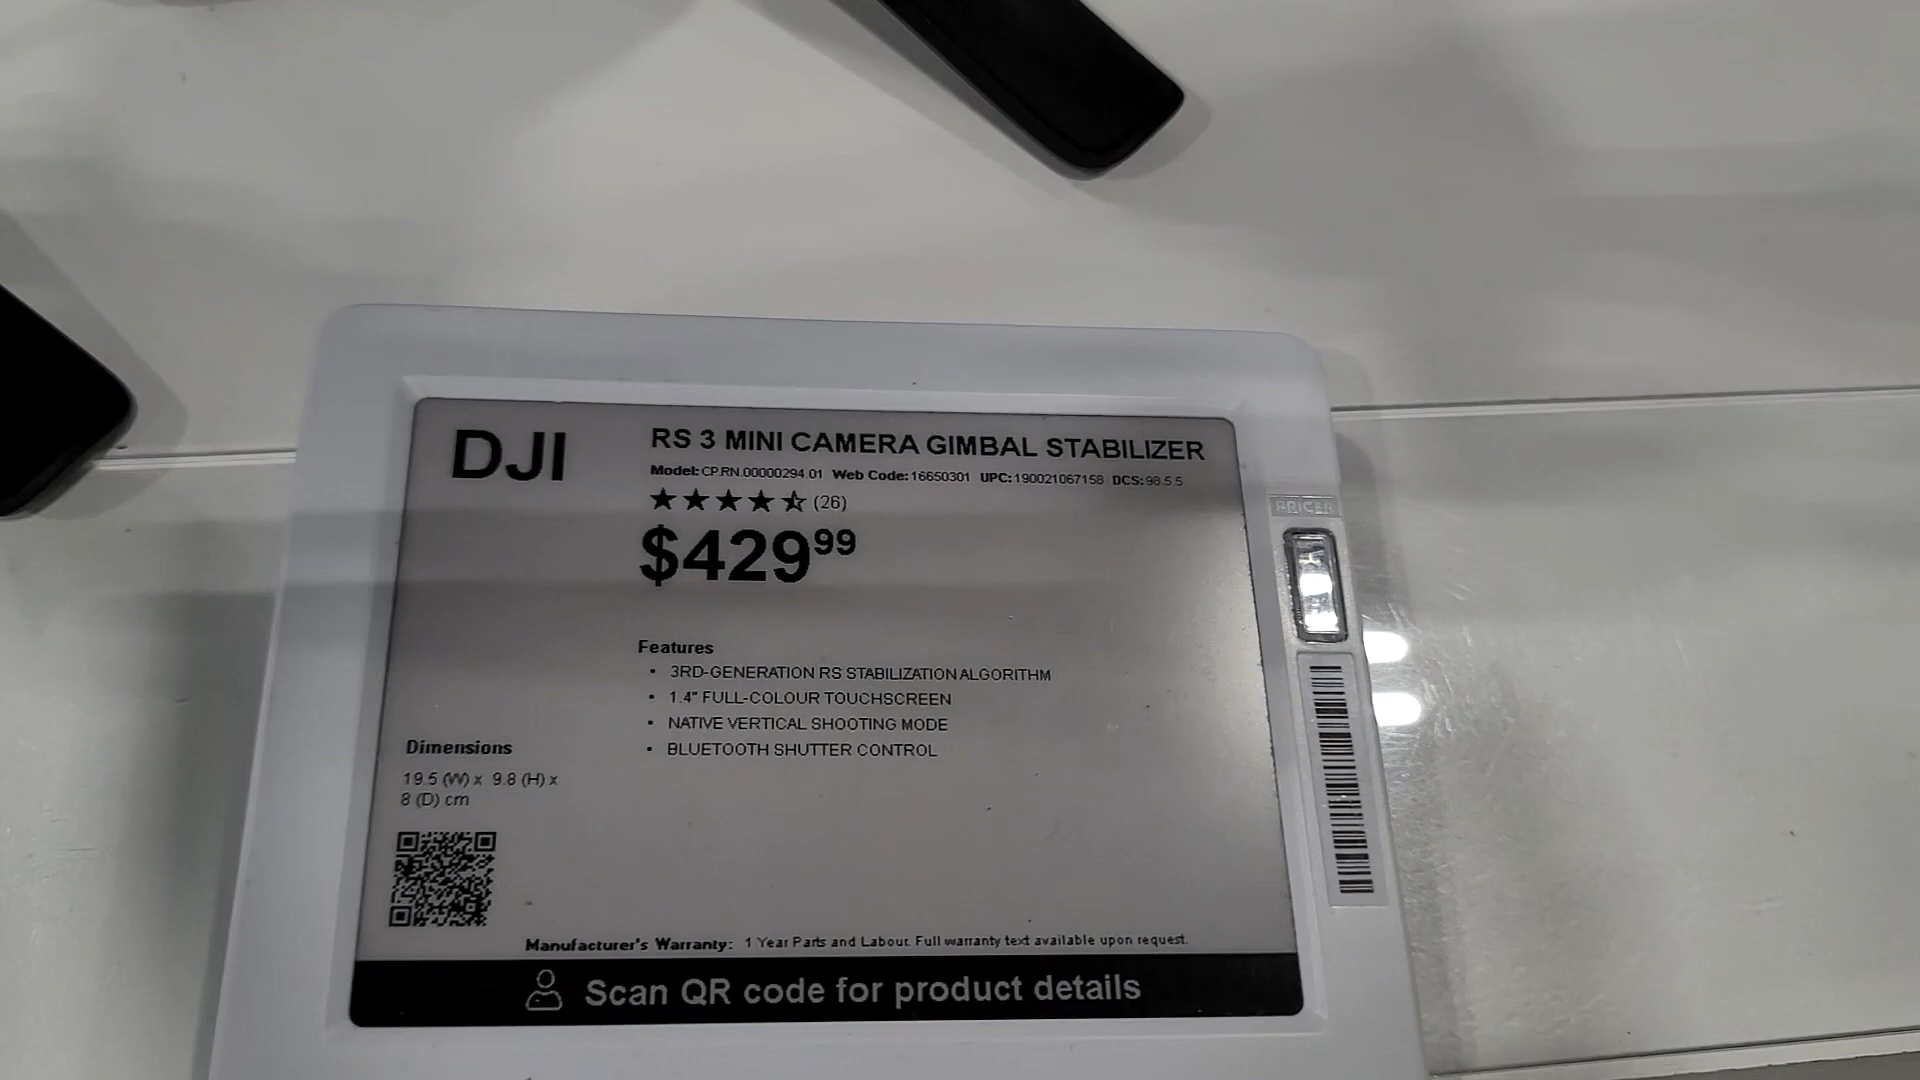 DJI
RS 3 MINI CAMERA GIMBAL STABILIZER
Model: CP.RN.00000294.01 Web Code: 16650301 UPC: 190021067158 DCS: 98.5.5
★★★★⯪ (26)
$429 99
PRICER
Features
• 3RD-GENERATION RS STABILIZATION ALGORITHM
• 1.4" FULL-COLOUR TOUCHSCREEN
• NATIVE VERTICAL SHOOTING MODE
• BLUETOOTH SHUTTER CONTROL
Dimensions
19.5 (W) x 9.8 (H) x
8 (D) cm
Manufacturer's Warranty: 1 Year Parts and Labour. Full warranty text available upon request.
Scan QR code for product details